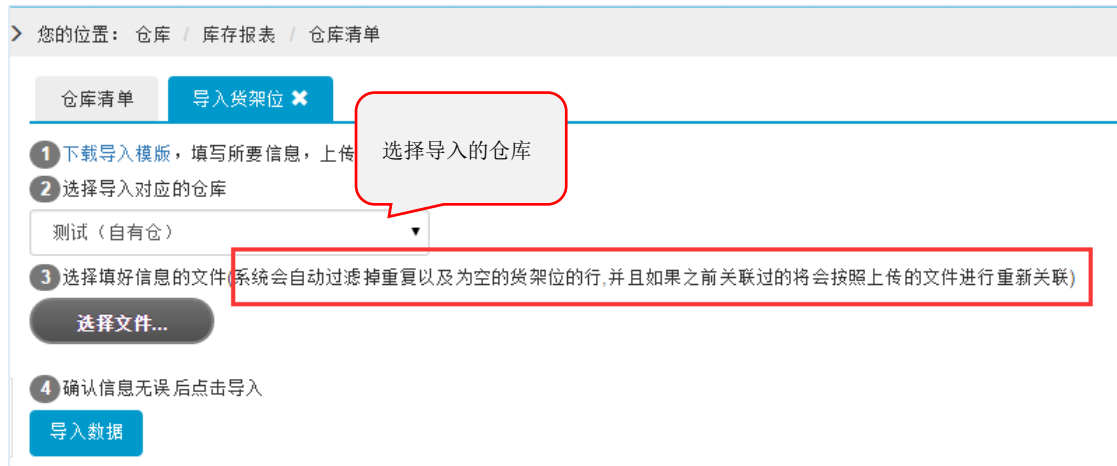 > 您的位置： 仓库 / 库存报表 / 仓库清单
仓库清单 导入货架位 ✖
选择导入的仓库
1 下载导入模版，填写所要信息，上传
2 选择导入对应的仓库
测试（自有仓） ▼
3 选择填好信息的文件(系统会自动过滤掉重复以及为空的货架位的行,并且如果之前关联过的将会按照上传的文件进行重新关联)
选择文件...
4 确认信息无误后点击导入
导入数据